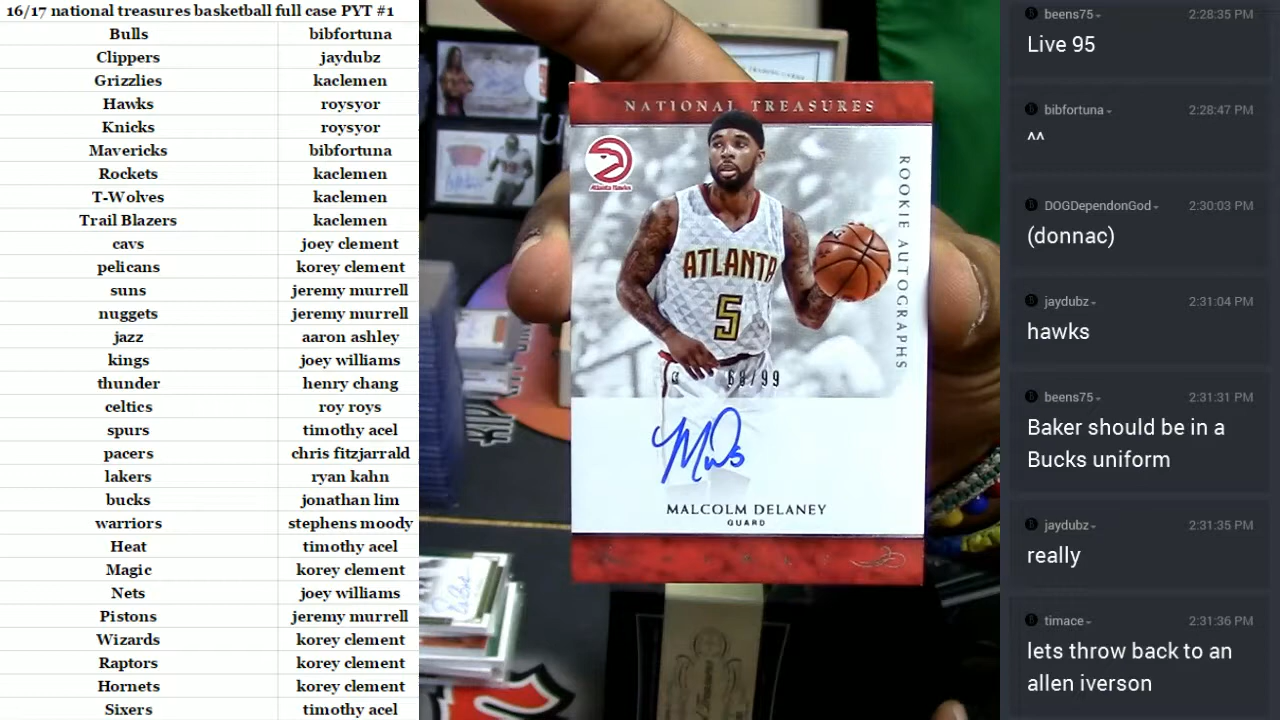 16/17 national treasures basketball full case PYT #1
Bulls bibfortuna
Clippers jaydubz
Grizzlies kaclemen
Hawks roysyor
Knicks roysyor
Mavericks bibfortuna
Rockets kaclemen
T-Wolves kaclemen
Trail Blazers kaclemen
cavs joey clement
pelicans korey clement
suns jeremy murrell
nuggets jeremy murrell
jazz aaron ashley
kings joey williams
thunder henry chang
celtics roy roys
spurs timothy acel
pacers chris fitzjarrald
lakers ryan kahn
bucks jonathan lim
warriors stephens moody
Heat timothy acel
Magic korey clement
Nets joey williams
Pistons jeremy murrell
Wizards korey clement
Raptors korey clement
Hornets korey clement
Sixers timothy acel
NATIONAL TREASURES
Atlanta Hawks
ROOKIE AUTOGRAPHS
ATLANTA
5
/99
MALCOLM DELANEY
GUARD
beens75 2:28:35 PM
Live 95
bibfortuna 2:28:47 PM
^^
DOGDependonGod 2:30:03 PM
(donnac)
jaydubz 2:31:04 PM
hawks
beens75 2:31:31 PM
Baker should be in a
Bucks uniform
jaydubz 2:31:35 PM
really
timace 2:31:36 PM
lets throw back to an
allen iverson